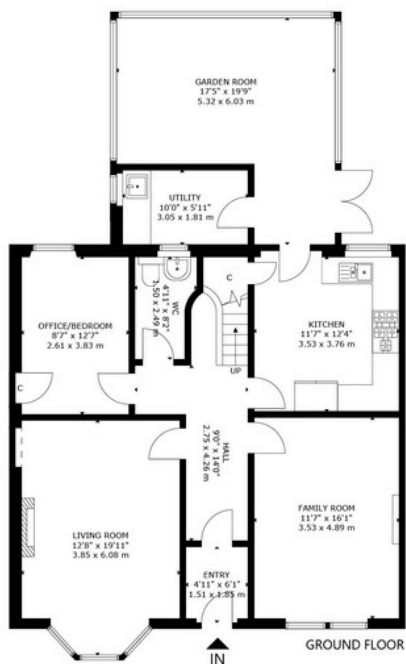 GARDEN ROOM
17'5" x 19'9"
5.32 x 6.03 m
UTILITY
10'0" x 5'11"
3.05 x 1.81 m
WC
4'11" x 8'2"
1.50 x 2.49 m
C
OFFICE/BEDROOM
8'7" x 12'7"
2.61 x 3.83 m
KITCHEN
11'7" x 12'4"
3.53 x 3.76 m
UP
C
HALL
9'0" x 14'0"
2.75 x 4.26 m
LIVING ROOM
12'8" x 19'11"
3.85 x 6.08 m
FAMILY ROOM
11'7" x 16'1"
3.53 x 4.89 m
ENTRY
4'11" x 6'1"
1.51 x 1.85 m
IN
GROUND FLOOR